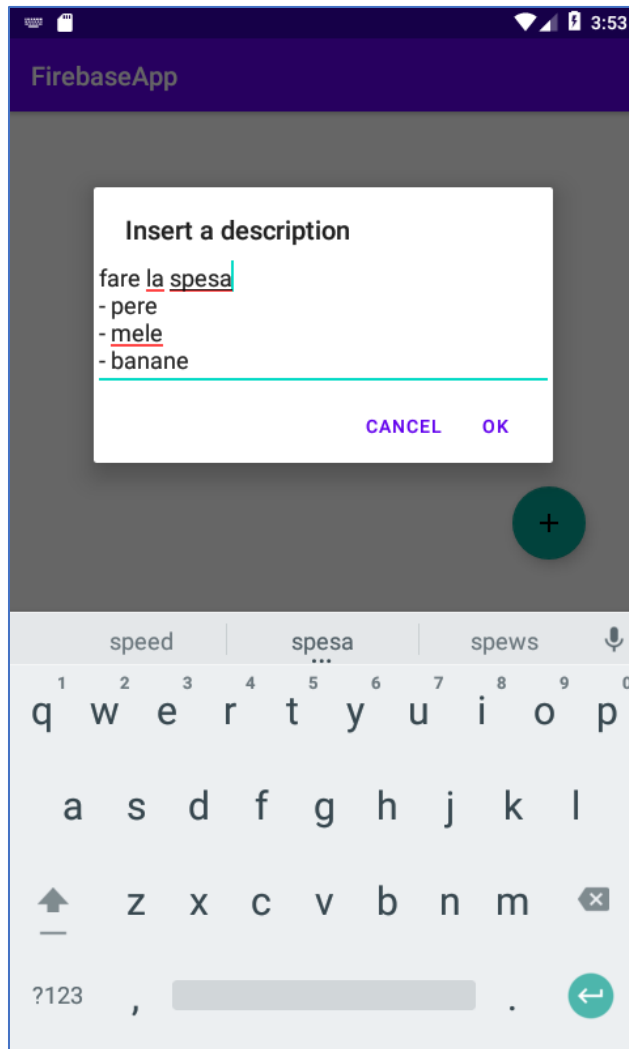 3:53
FirebaseApp
Insert a description
fare la spesa
- pere
- mele
- banane
CANCEL OK
+
speed spesa spews
1 2 3 4 5 6 7 8 9 0
q w e r t y u i o p
a s d f g h j k l
z x c v b n m
?123 , .